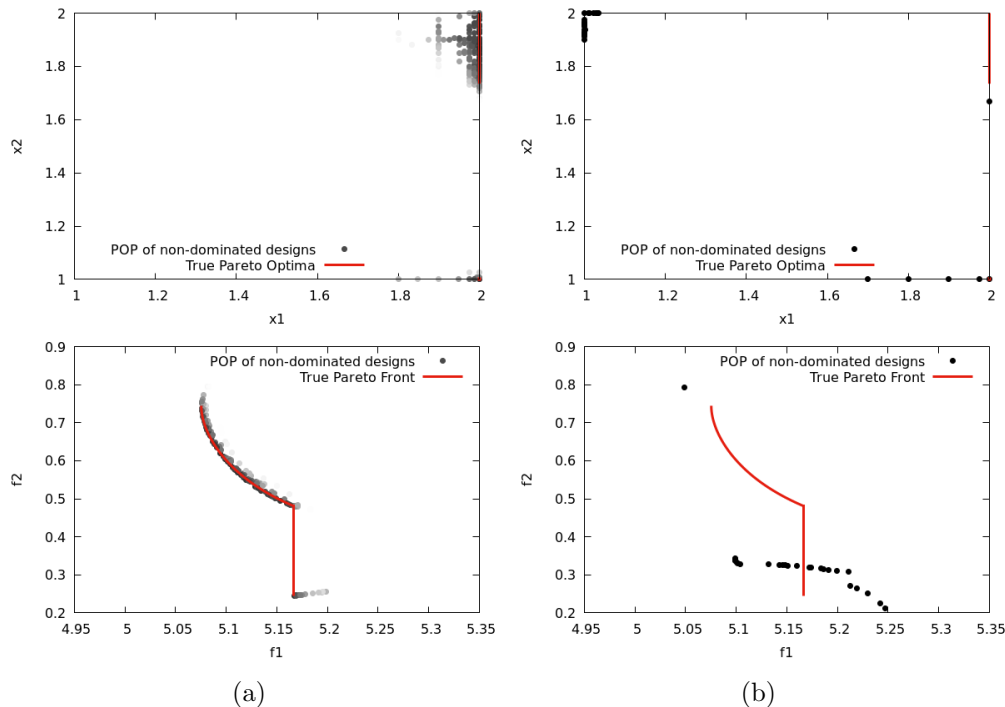 2
1.8
1.6
1.4
1.2
1
x2
POP of non-dominated designs
True Pareto Optima
1 1.2 1.4 1.6 1.8 2
x1
2
1.8
1.6
1.4
1.2
1
x2
POP of non-dominated designs
True Pareto Optima
1 1.2 1.4 1.6 1.8 2
x1
0.9
0.8
0.7
0.6
0.5
0.4
0.3
0.2
f2
POP of non-dominated designs
True Pareto Front
4.95 5 5.05 5.1 5.15 5.2 5.25 5.3 5.35
f1
0.9
0.8
0.7
0.6
0.5
0.4
0.3
0.2
f2
POP of non-dominated designs
True Pareto Front
4.95 5 5.05 5.1 5.15 5.2 5.25 5.3 5.35
f1
(a)
(b)